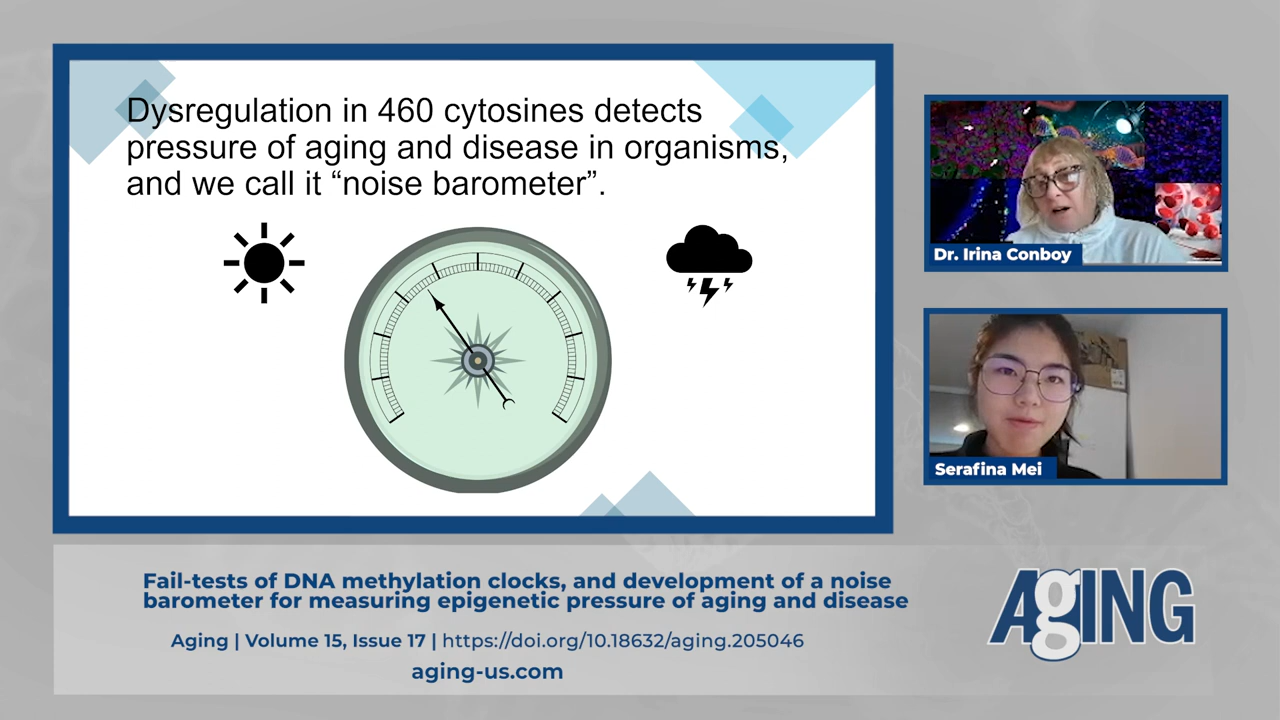 Dysregulation in 460 cytosines detects
pressure of aging and disease in organisms,
and we call it “noise barometer”.
Dr. Irina Conboy
Serafina Mei
Fail-tests of DNA methylation clocks, and development of a noise
barometer for measuring epigenetic pressure of aging and disease
Aging | Volume 15, Issue 17 | https://doi.org/10.18632/aging.205046
aging-us.com
AgING